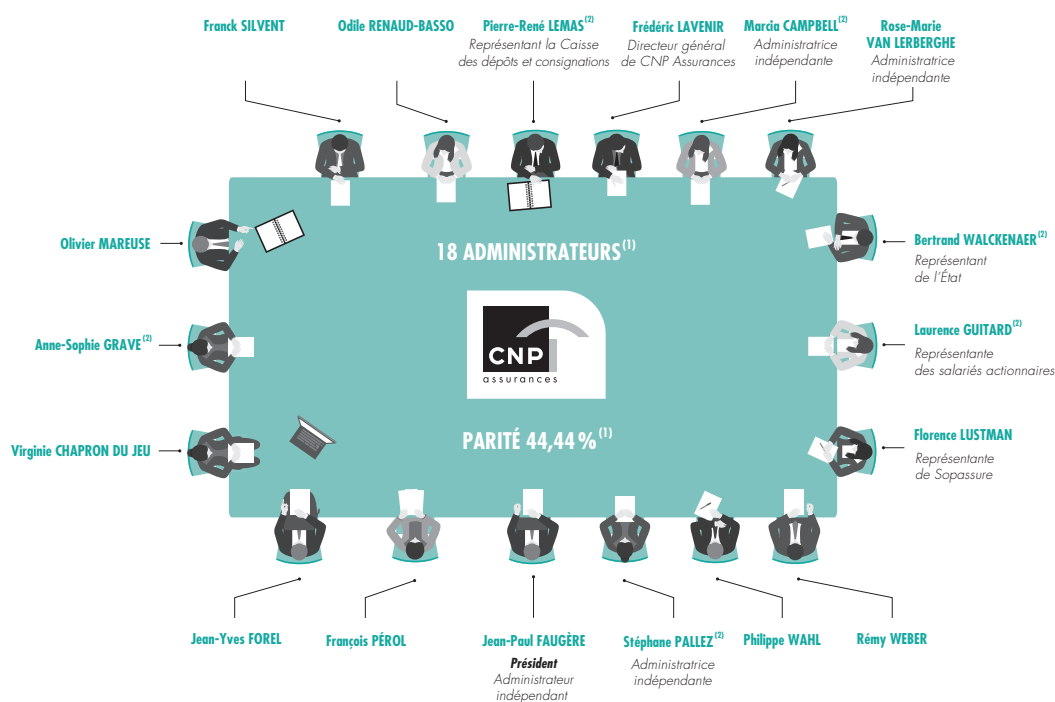 Franck SILVENT
Odile RENAUD-BASSO
Pierre-René LEMAS(2)
Représentant la Caisse
des dépôts et consignations
Frédéric LAVENIR
Directeur général
de CNP Assurances
Marcia CAMPBELL(2)
Administratrice
indépendante
Rose-Marie
VAN LERBERGHE
Administratrice
indépendante
Olivier MAREUSE
18 ADMINISTRATEURS(1)
Bertrand WALCKENAER(2)
Représentant
de l'État
Anne-Sophie GRAVE(2)
CNP
assurances
Laurence GUITARD(2)
Représentante
des salariés actionnaires
Virginie CHAPRON DU JEU
PARITÉ 44,44 %(1)
Florence LUSTMAN
Représentante
de Sopassure
Jean-Yves FOREL
François PÉROL
Jean-Paul FAUGÈRE
Président
Administrateur
indépendant
Stéphane PALLEZ(2)
Administratrice
indépendante
Philippe WAHL
Rémy WEBER